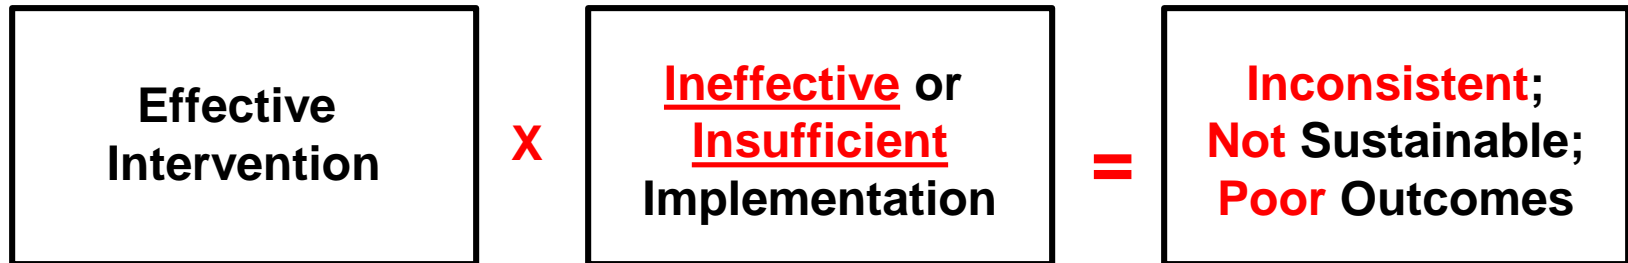 Effective
Intervention
X
Ineffective or
Insufficient
Implementation
=
Inconsistent;
Not Sustainable;
Poor Outcomes